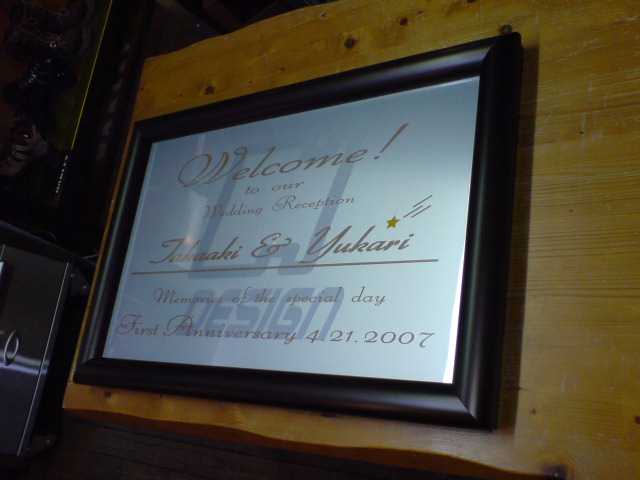 Welcome!
to our
Wedding Reception
Takaaki & Yukari
Memories of the special day
DESIGN
First Anniversary 4.21.2007